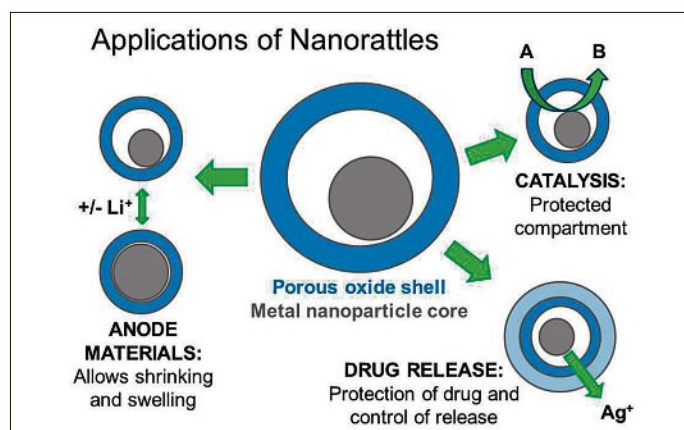 Applications of Nanorattles
A B
+/- Li⁺
CATALYSIS:
Protected
compartment
Porous oxide shell
Metal nanoparticle core
ANODE
MATERIALS:
Allows shrinking
and swelling
DRUG RELEASE:
Protection of drug and
control of release
Ag⁺